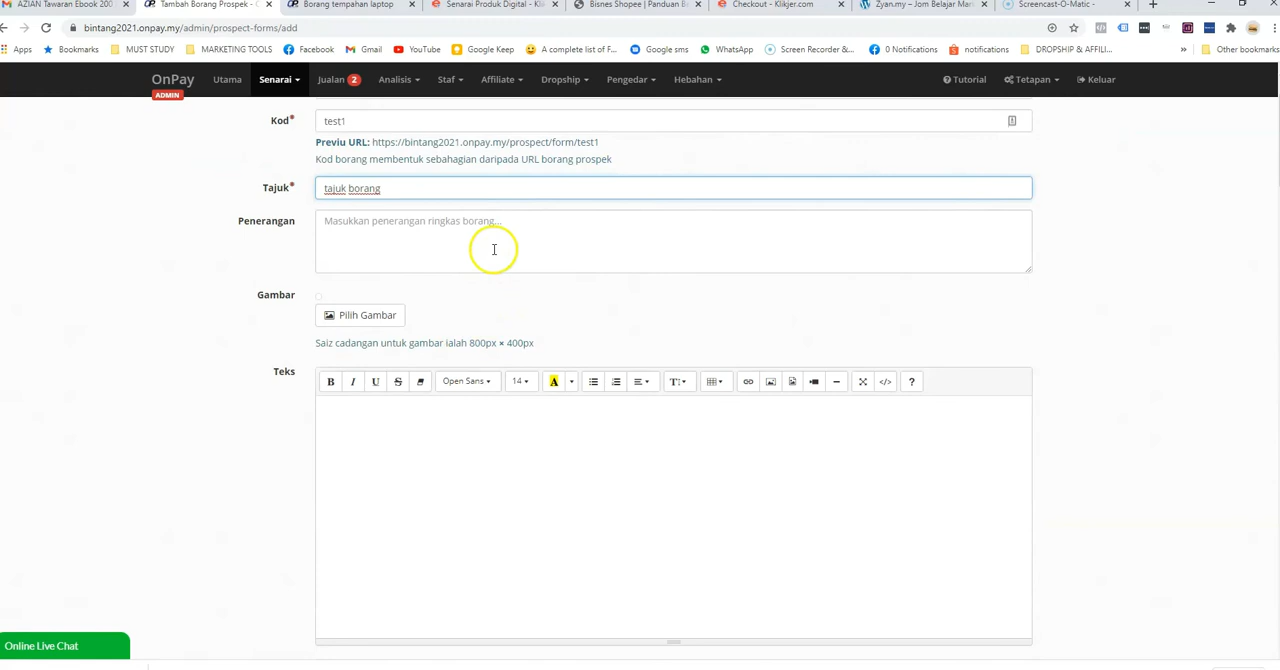 AZIAN Tawaran Ebook 200 Tambah Borang Prospek - Borang tempahan laptop Senarai Produk Digital - Klik Bisnes Shopee | Panduan B Checkout - Klikjer.com Zyan.my – Jom Belajar Mar Screencast-O-Matic -
bintang2021.onpay.my/admin/prospect-forms/add
Apps Bookmarks MUST STUDY MARKETING TOOLS Facebook Gmail YouTube Google Keep A complete list of F... Google sms WhatsApp Screen Recorder &... 0 Notifications notifications DROPSHIP & AFFILI... » Other bookmarks
OnPay Utama Senarai Jualan 2 Analisis Staf Affiliate Dropship Pengedar Hebahan Tutorial Tetapan Keluar
ADMIN
Kod* test1
Previu URL: https://bintang2021.onpay.my/prospect/form/test1
Kod borang membentuk sebahagian daripada URL borang prospek
Tajuk* tajuk borang
Penerangan Masukkan penerangan ringkas borang...
Gambar
Pilih Gambar
Saiz cadangan untuk gambar ialah 800px × 400px
Teks
B I U S Open Sans 14 A T </> ?
Online Live Chat